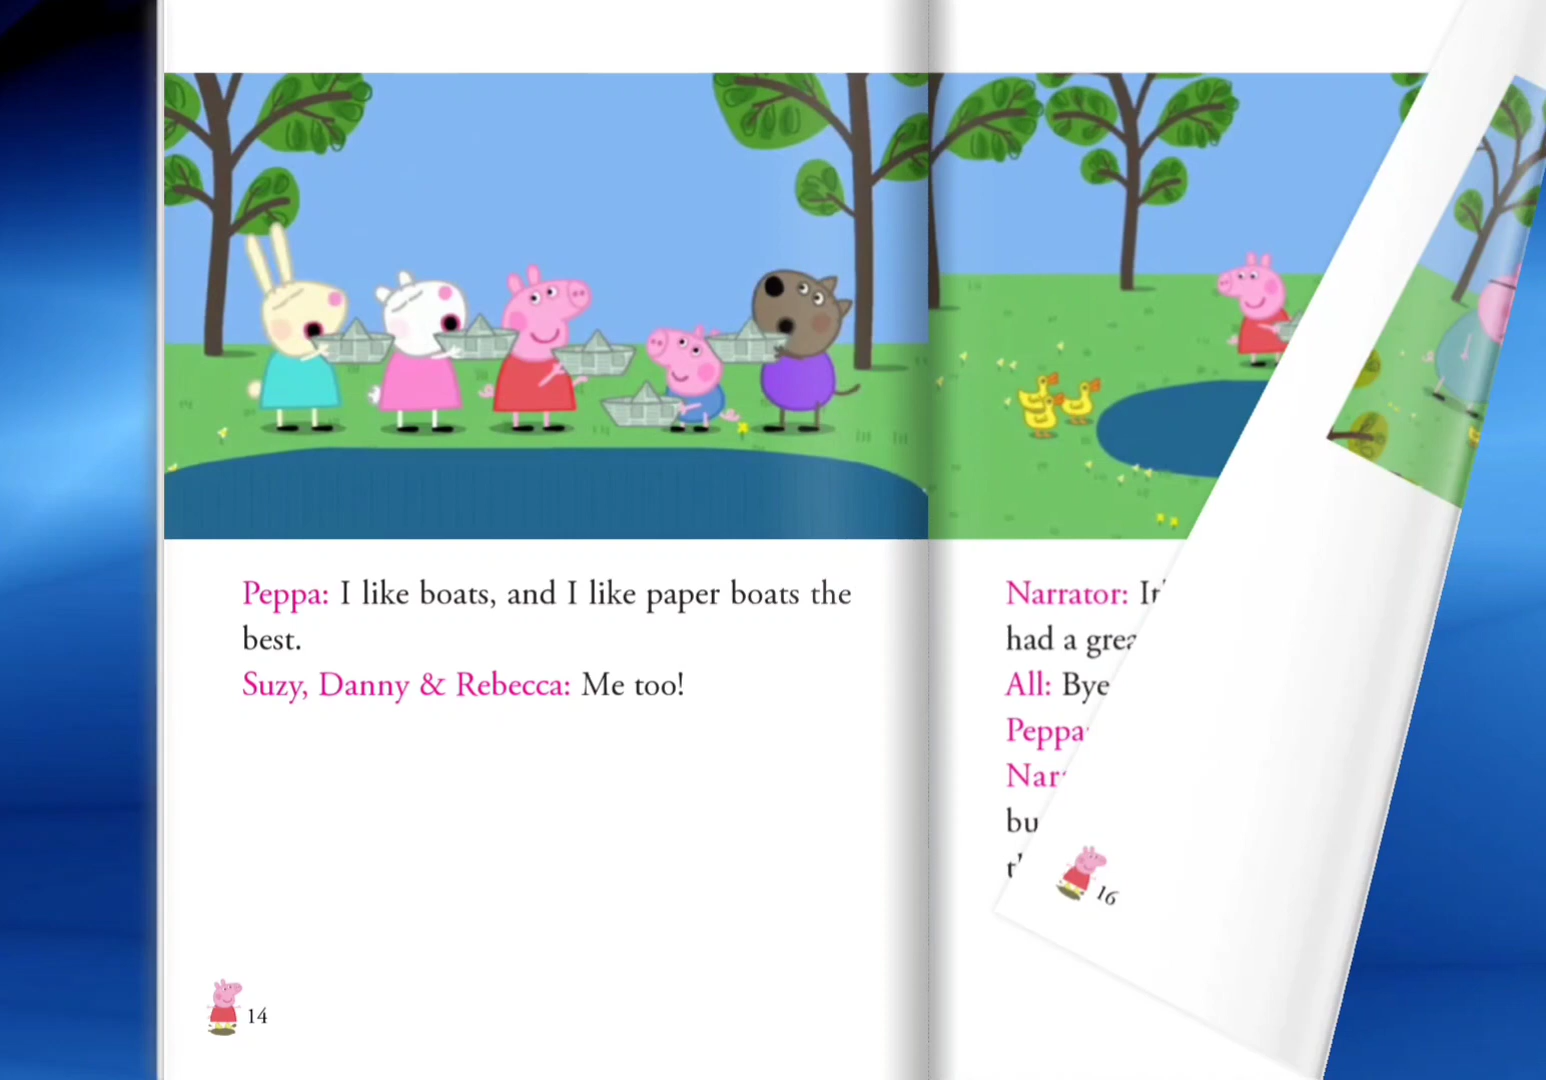 Peppa: I like boats, and I like paper boats the
best.
Suzy, Danny & Rebecca: Me too!
14
Narrator:
had a
All: Bye
Peppa
16